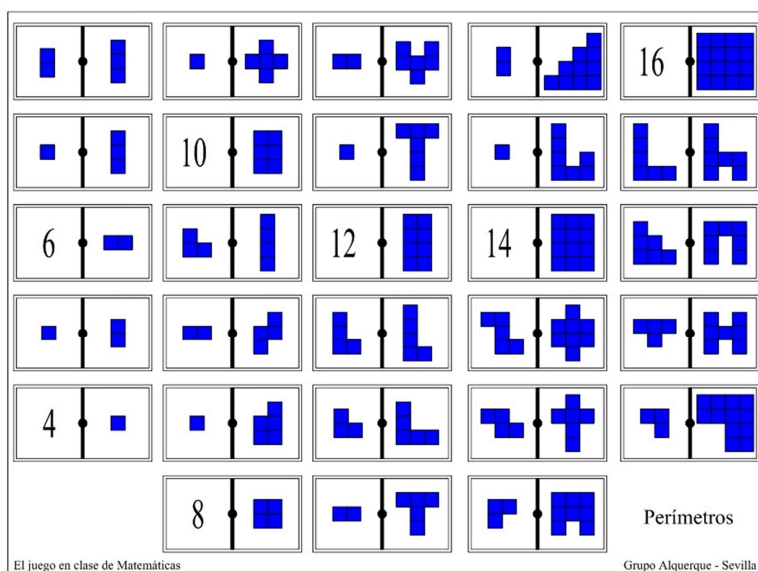 16
10
6
12
14
4
8
Perímetros
El juego en clase de Matemáticas
Grupo Alquerque - Sevilla